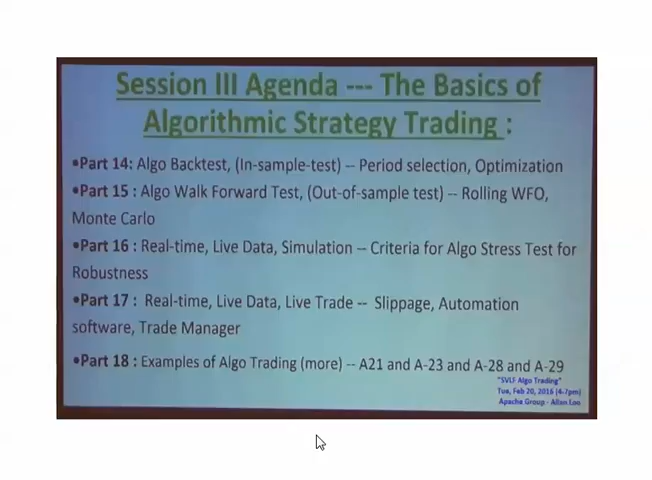 Session III Agenda --- The Basics of
Algorithmic Strategy Trading :
•Part 14: Algo Backtest, (In-sample-test) -- Period selection, Optimization
•Part 15 : Algo Walk Forward Test, (Out-of-sample test) -- Rolling WFO,
Monte Carlo
•Part 16 : Real-time, Live Data, Simulation -- Criteria for Algo Stress Test for
Robustness
•Part 17 : Real-time, Live Data, Live Trade -- Slippage, Automation
software, Trade Manager
•Part 18 : Examples of Algo Trading (more) -- A21 and A-23 and A-28 and A-29
"SVLF Algo Trading"
Tue, Feb 20, 2016 (4-7pm)
Apache Group - Allan Loo